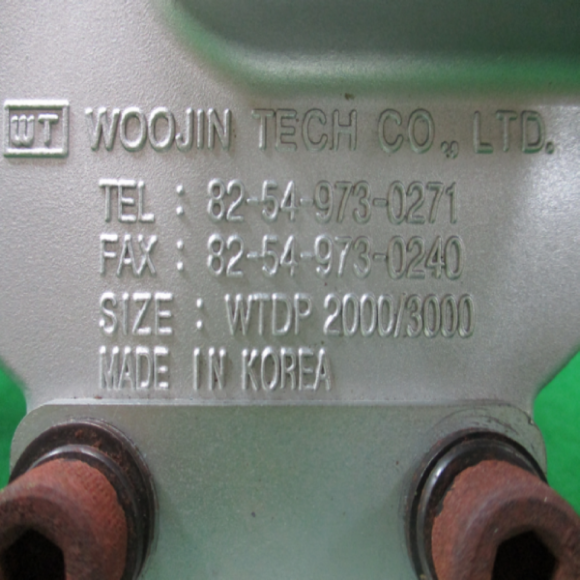 WT WOOJIN TECH CO., LTD.
TEL : 82-54-973-0271
FAX : 82-54-973-0240
SIZE : WTDP 2000/3000
MADE IN KOREA